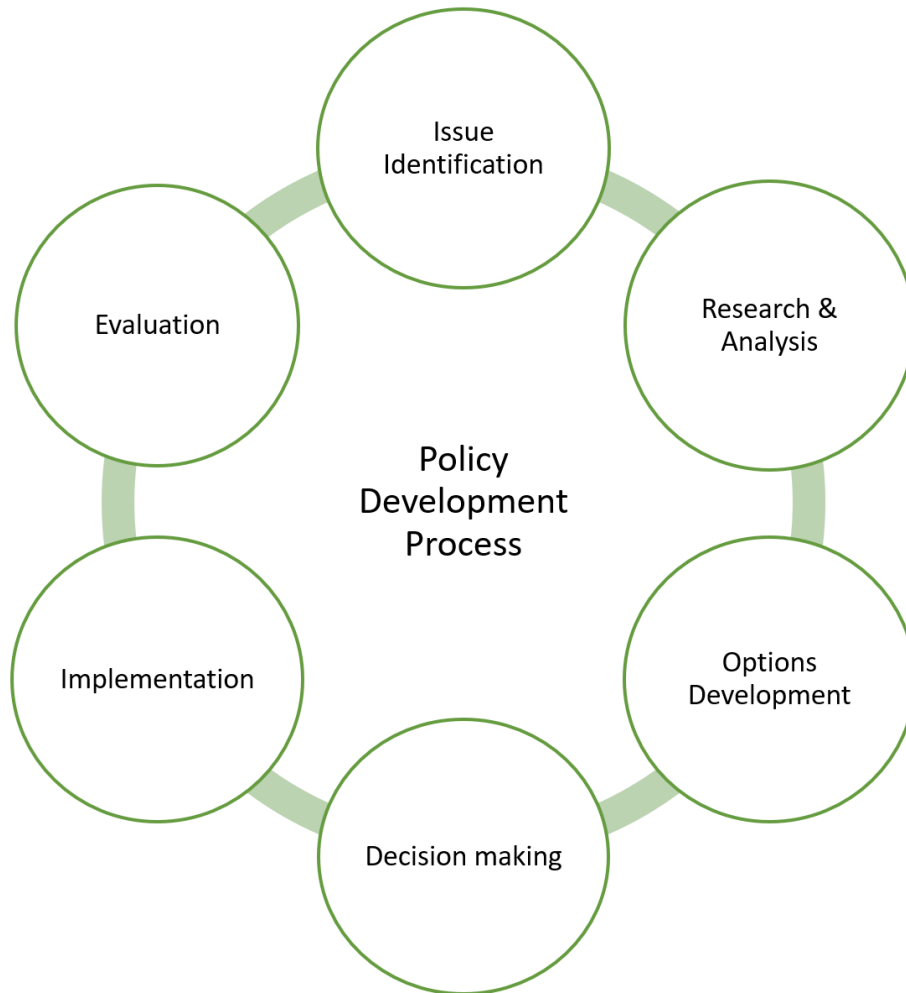 Issue
Identification
Research &
Analysis
Options
Development
Decision making
Implementation
Evaluation
Policy
Development
Process